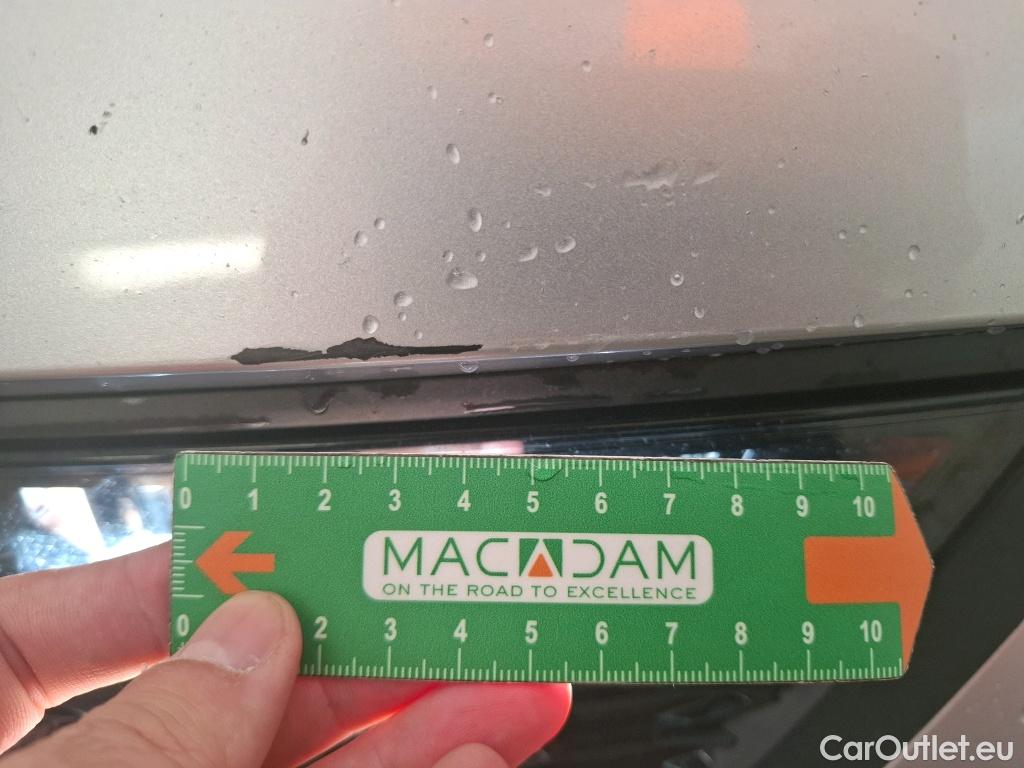 0 1 2 3 4 5 6 7 8 9 10
MACADAM
ON THE ROAD TO EXCELLENCE
0 2 3 4 5 6 7 8 9 10
CarOutlet.eu